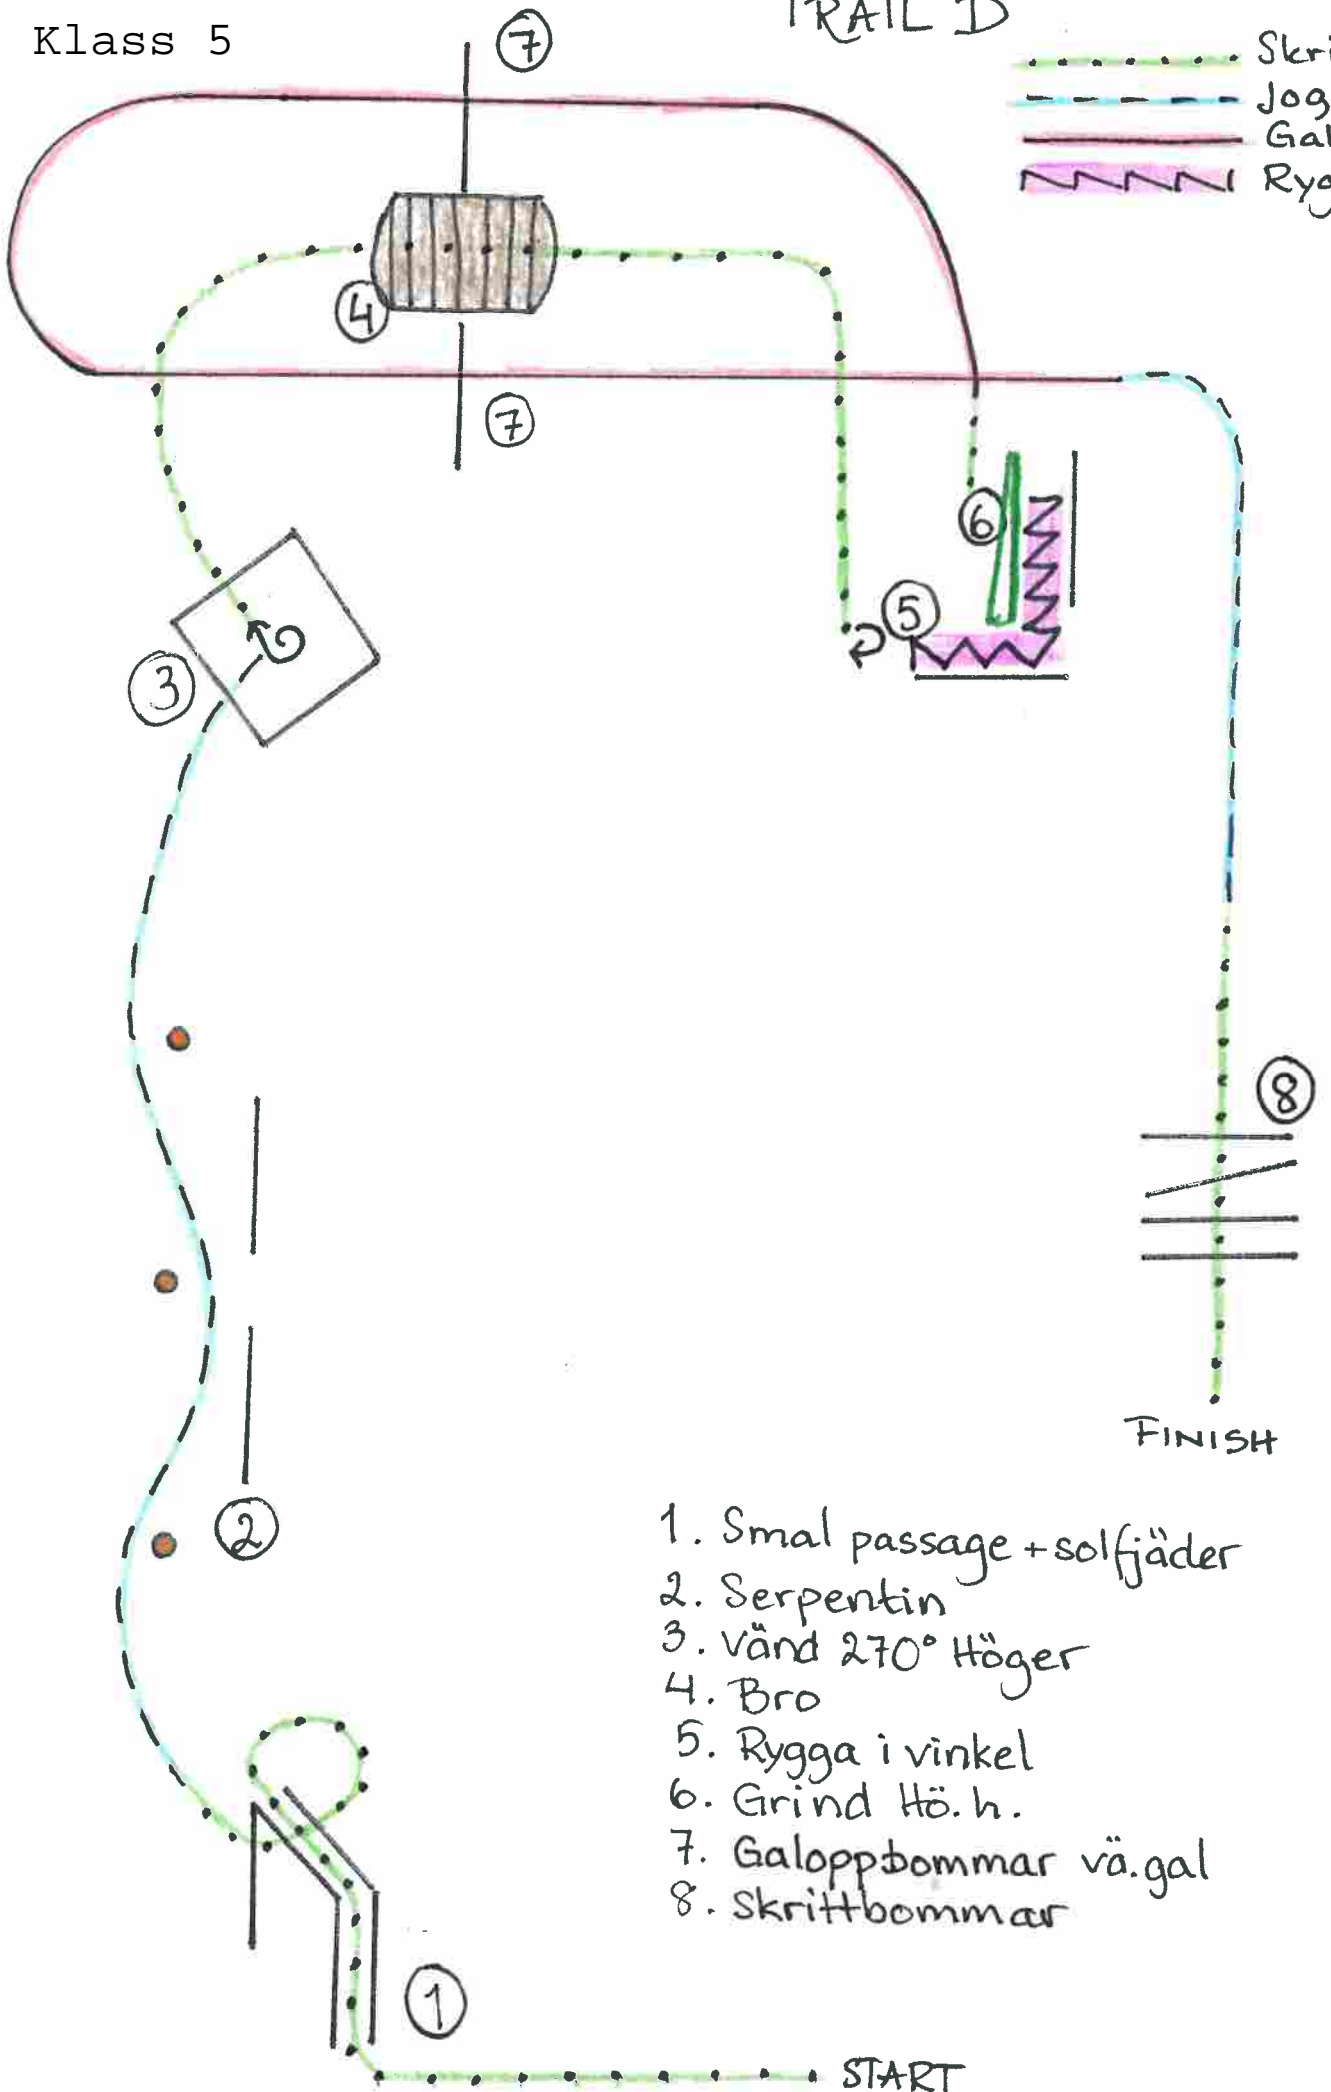 Klass 5
TRAIL D
Skri
Jog
Gal
Ryg
7
4
7
6
5
3
8
FINISH
2
1. Smal passage + solfjäder
2. Serpentin
3. Vänd 270° Höger
4. Bro
5. Rygga i vinkel
6. Grind Hö.h.
7. Galoppbommar vä.gal
8. Skrittbommar
1
START